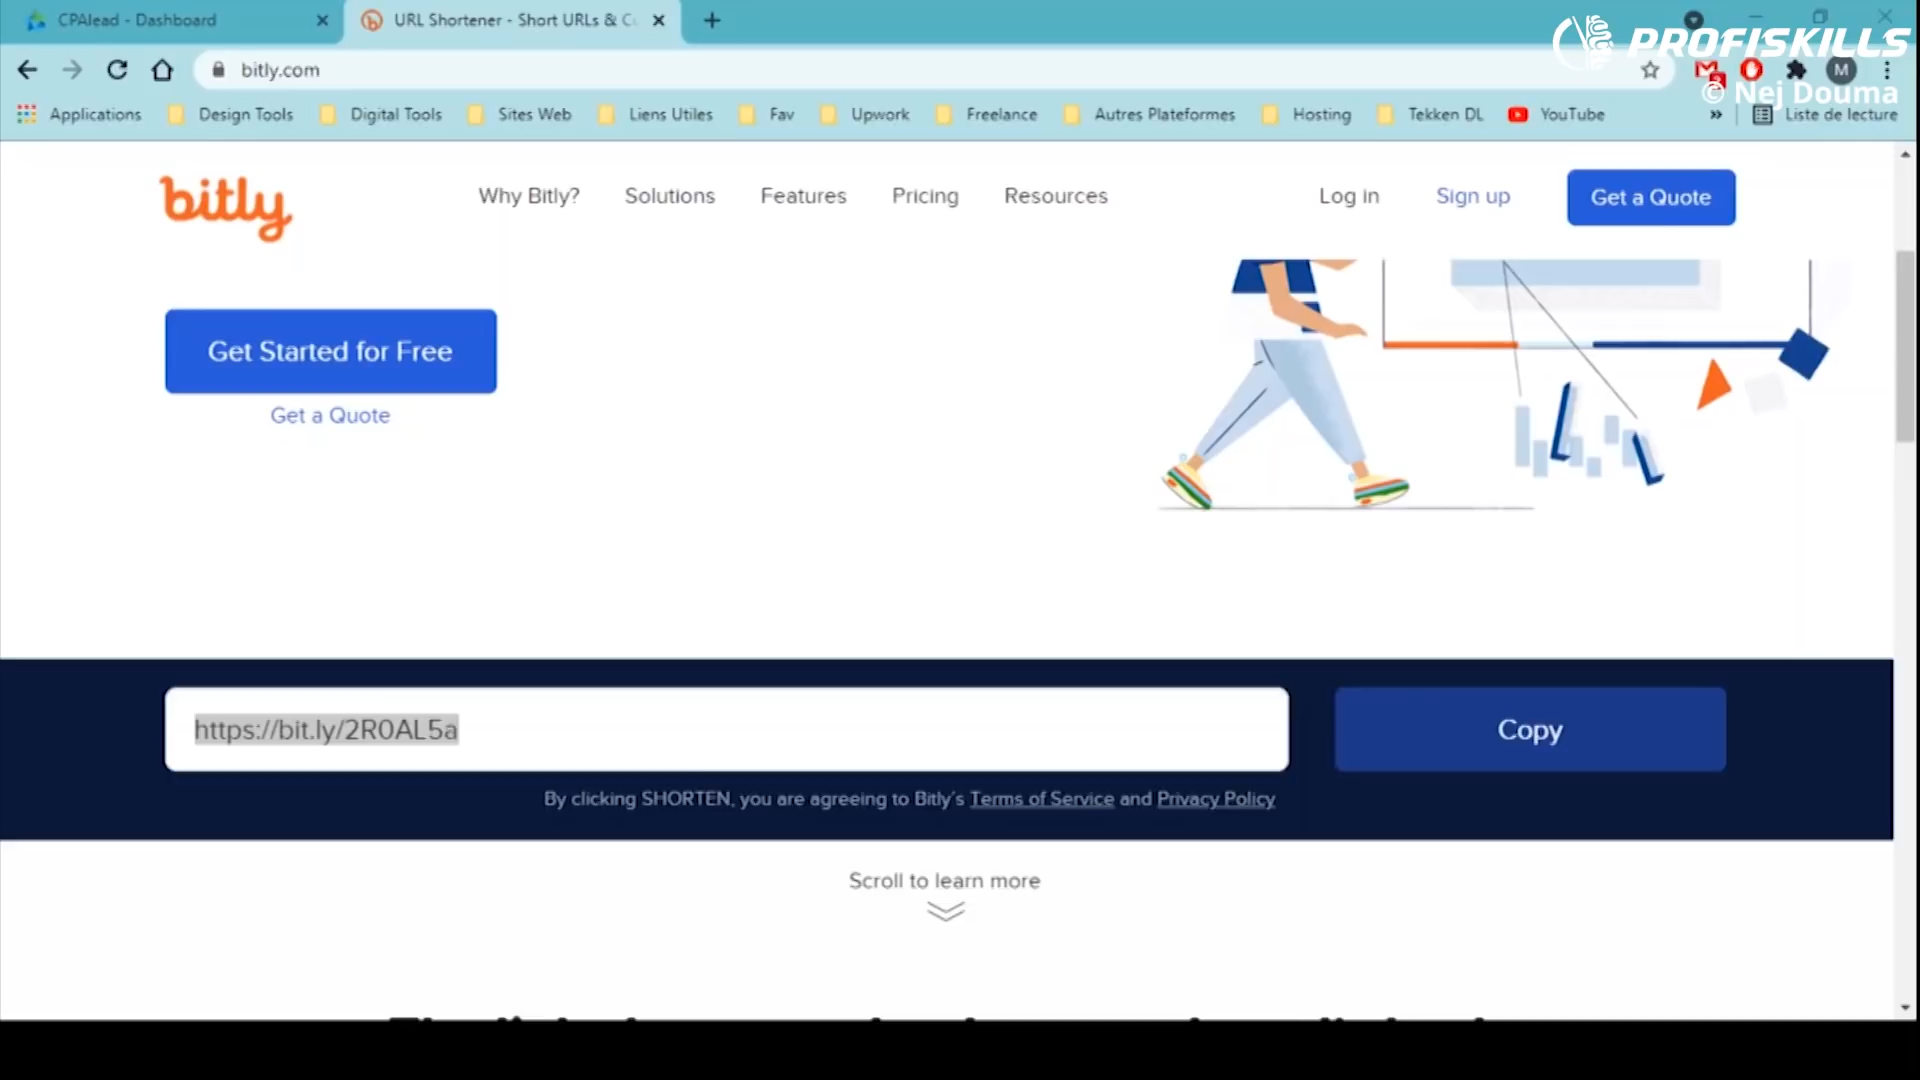 CPAlead - Dashboard
URL Shortener - Short URLs & C
PROFISKILLS
bitly.com
M
© Nej Douma
Applications
Design Tools
Digital Tools
Sites Web
Liens Utiles
Fav
Upwork
Freelance
Autres Plateformes
Hosting
Tekken DL
YouTube
»
Liste de lecture
bitly
Why Bitly?
Solutions
Features
Pricing
Resources
Log in
Sign up
Get a Quote
Get Started for Free
Get a Quote
https://bit.ly/2R0AL5a
Copy
By clicking SHORTEN, you are agreeing to Bitly's Terms of Service and Privacy Policy
Scroll to learn more